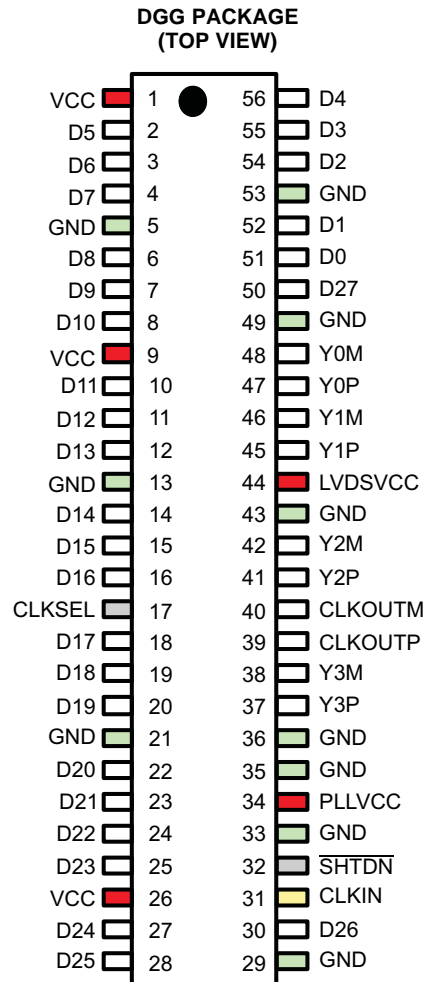 DGG PACKAGE
(TOP VIEW)
VCC 1 56 D4
D5 2 55 D3
D6 3 54 D2
D7 4 53 GND
GND 5 52 D1
D8 6 51 D0
D9 7 50 D27
D10 8 49 GND
VCC 9 48 Y0M
D11 10 47 Y0P
D12 11 46 Y1M
D13 12 45 Y1P
GND 13 44 LVDSVCC
D14 14 43 GND
D15 15 42 Y2M
D16 16 41 Y2P
CLKSEL 17 40 CLKOUTM
D17 18 39 CLKOUTP
D18 19 38 Y3M
D19 20 37 Y3P
GND 21 36 GND
D20 22 35 GND
D21 23 34 PLLVCC
D22 24 33 GND
D23 25 32 SHTDN
VCC 26 31 CLKIN
D24 27 30 D26
D25 28 29 GND